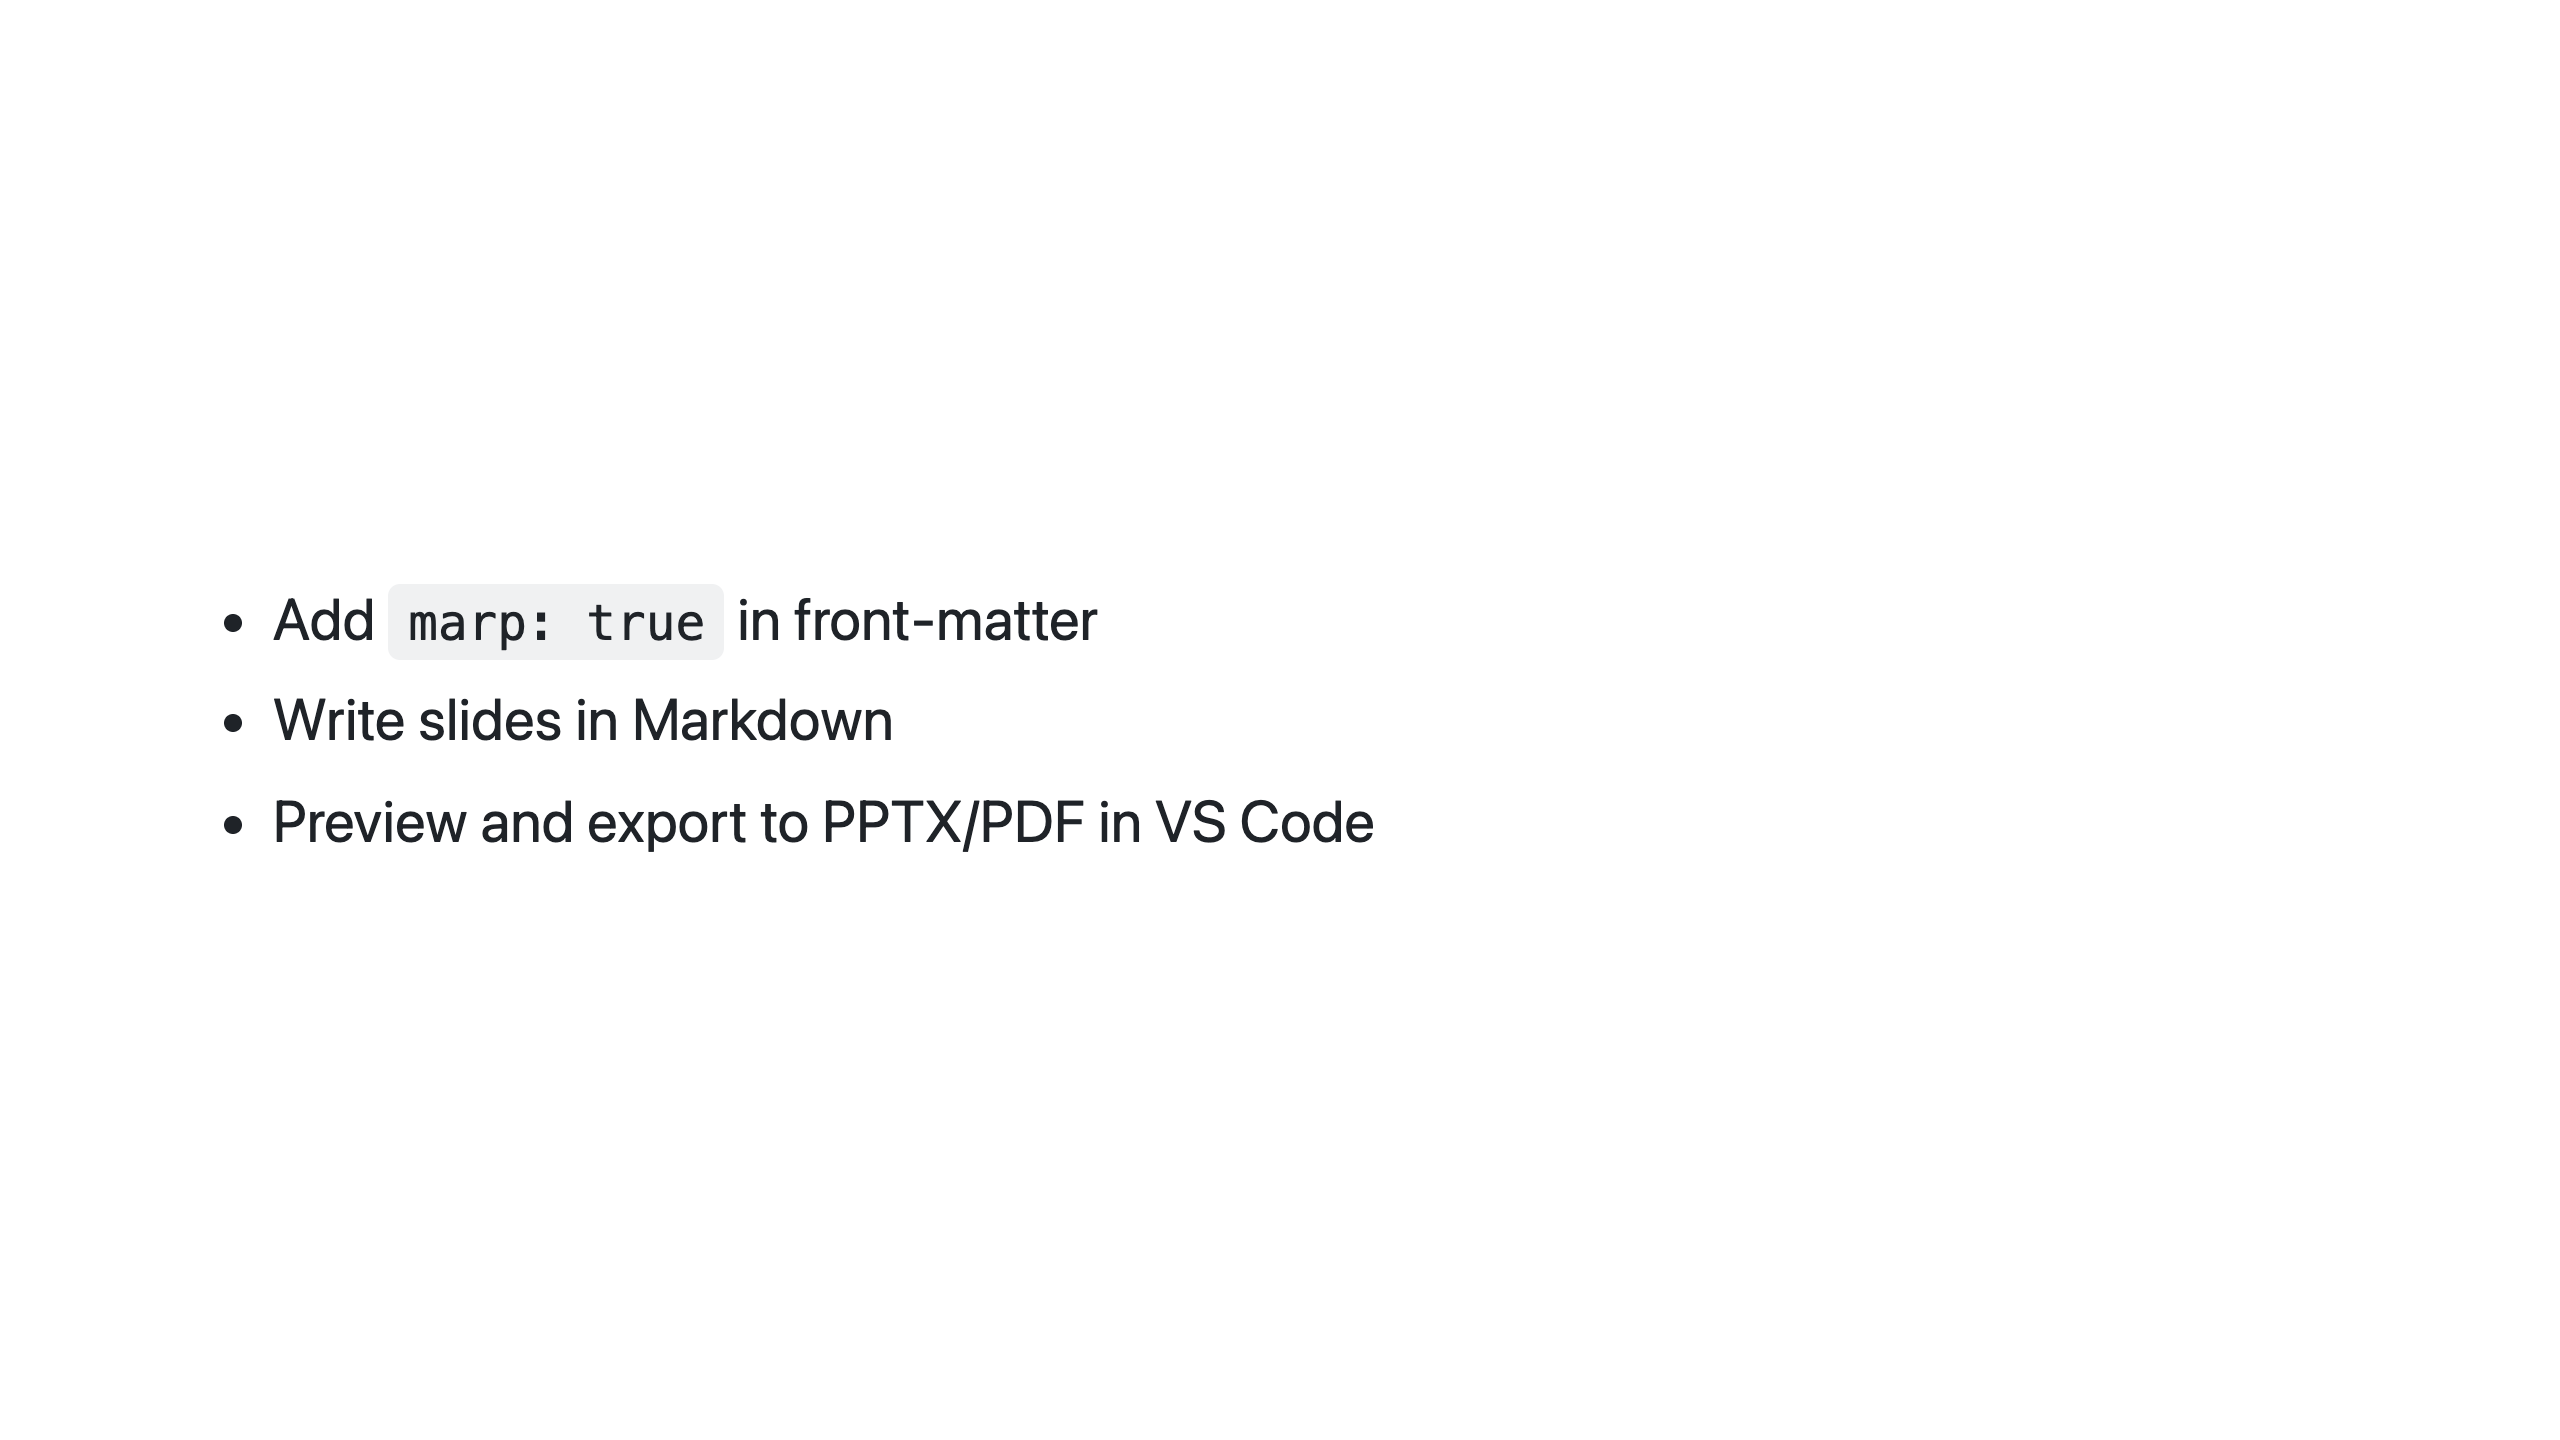 • Add marp: true in front-matter
• Write slides in Markdown
• Preview and export to PPTX/PDF in VS Code